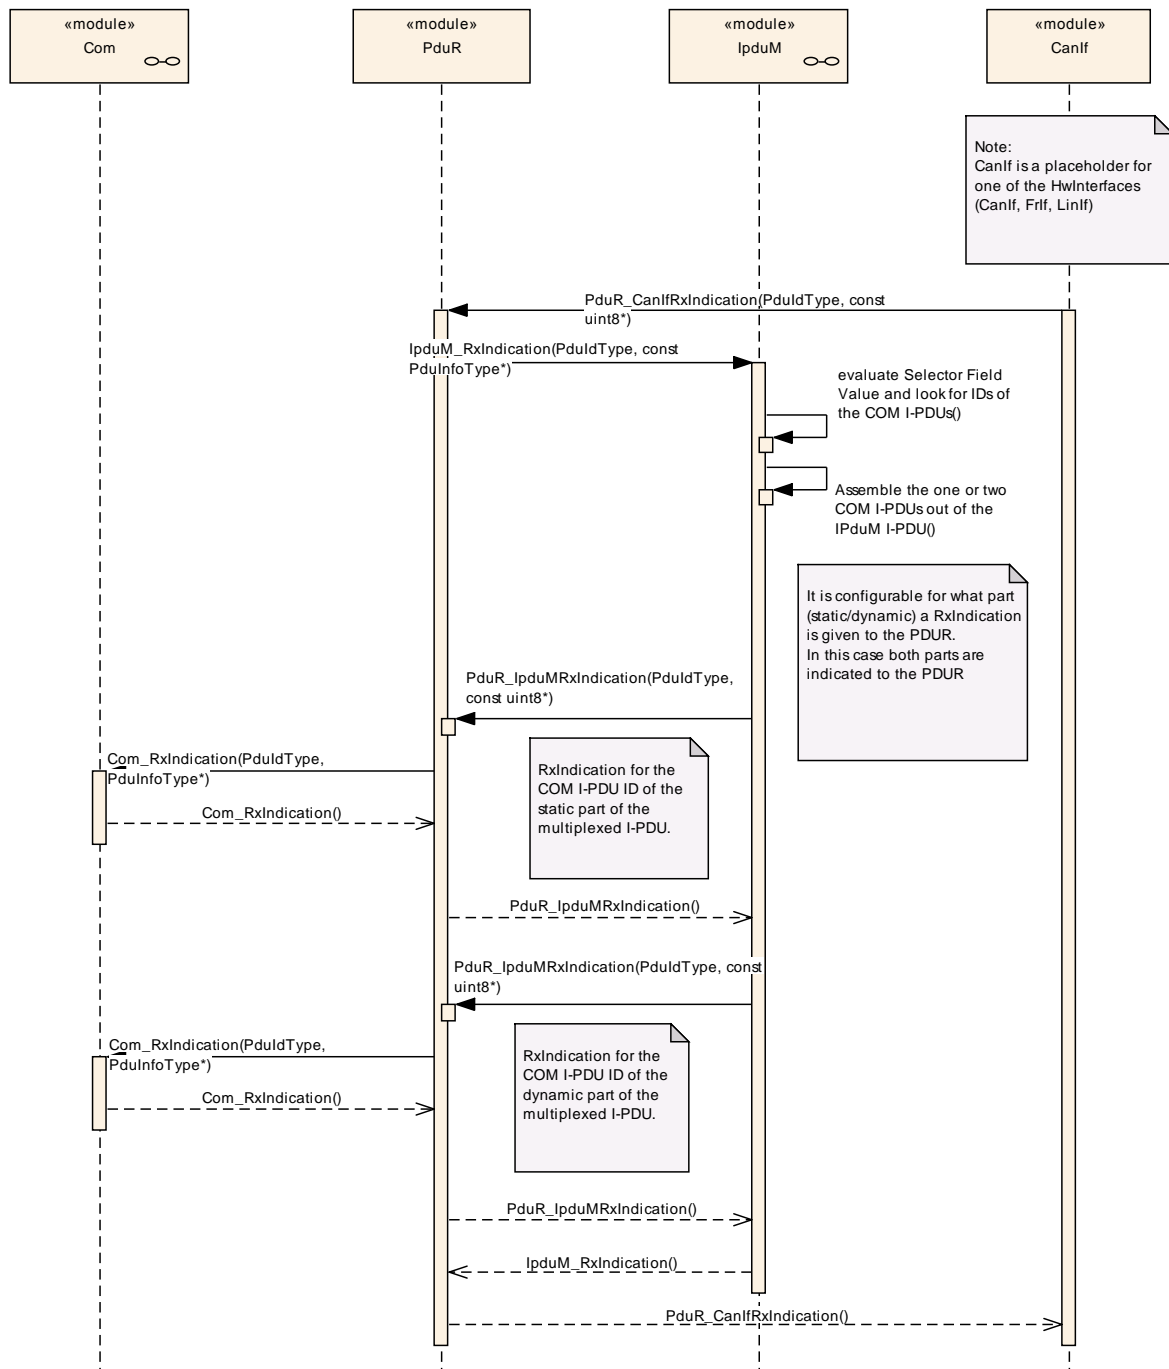 «module»
Com
«module»
PduR
«module»
IpduM
«module»
CanIf
Note:
CanIf is a placeholder for
one of the HwInterfaces
(CanIf, FrIf, LinIf)
PduR_CanIfRxIndication(PduIdType, const
uint8*)
IpduM_RxIndication(PduIdType, const
PduInfoType*)
evaluate Selector Field
Value and look for IDs of
the COM I-PDUs()
Assemble the one or two
COM I-PDUs out of the
IPduM I-PDU()
It is configurable for what part
(static/dynamic) a RxIndication
is given to the PDUR.
In this case both parts are
indicated to the PDUR
PduR_IpduMRxIndication(PduIdType,
const uint8*)
Com_RxIndication(PduIdType,
PduInfoType*)
RxIndication for the
COM I-PDU ID of the
static part of the
multiplexed I-PDU.
Com_RxIndication()
PduR_IpduMRxIndication()
PduR_IpduMRxIndication(PduIdType, const
uint8*)
Com_RxIndication(PduIdType,
PduInfoType*)
RxIndication for the
COM I-PDU ID of the
dynamic part of the
multiplexed I-PDU.
Com_RxIndication()
PduR_IpduMRxIndication()
IpduM_RxIndication()
PduR_CanIfRxIndication()